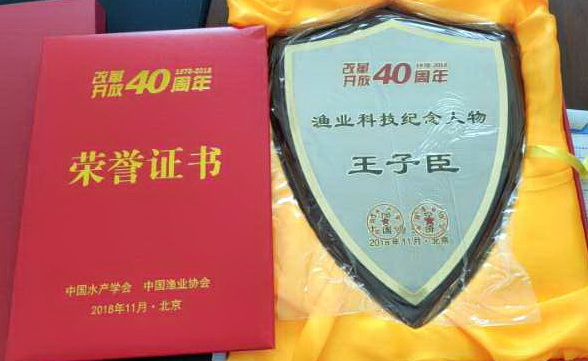 改革开放40周年
1978-2018
荣誉证书
中国水产学会 中国渔业协会
2018年11月·北京
改革开放40周年
1978-2018
渔业科技纪念人物
王子臣
2018年11月·北京